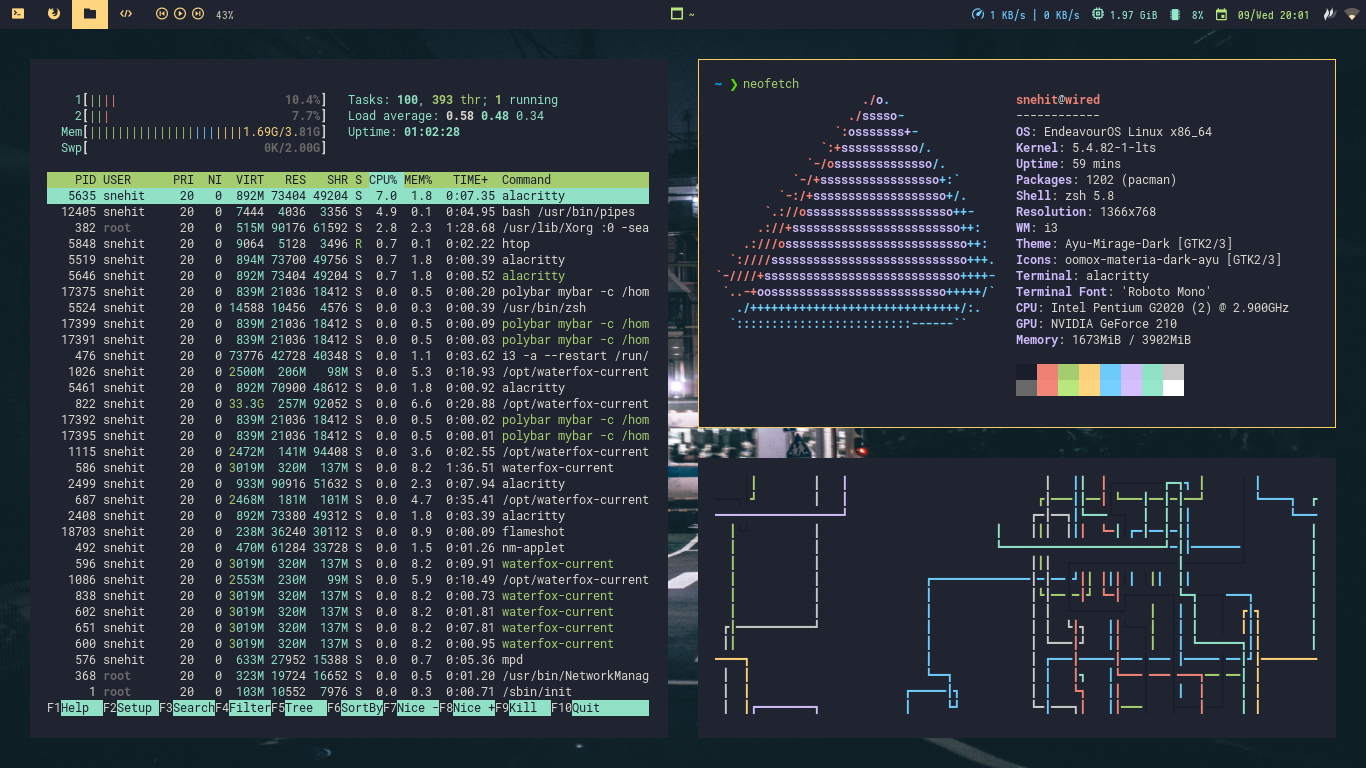 43%
~
1 KB/s | 0 KB/s 1.97 GiB 8% 09/Wed 20:01
1[|||| 10.4%] Tasks: 100, 393 thr; 1 running
2[||| 7.7%] Load average: 0.58 0.48 0.34
Mem[||||||||||||||||||||||1.69G/3.81G] Uptime: 01:02:28
Swp[ 0K/2.00G]
PID USER PRI NI VIRT RES SHR S CPU% MEM% TIME+ Command
5635 snehit 20 0 892M 73404 49204 S 7.0 1.8 0:07.35 alacritty
12405 snehit 20 0 7444 4036 3356 S 4.9 0.1 0:04.95 bash /usr/bin/pipes
382 root 20 0 515M 90176 61592 S 2.8 2.3 1:28.68 /usr/lib/Xorg :0 -sea
5848 snehit 20 0 9064 5128 3496 R 0.7 0.1 0:02.22 htop
5519 snehit 20 0 894M 73700 49756 S 0.7 1.8 0:00.39 alacritty
5646 snehit 20 0 892M 73404 49204 S 0.7 1.8 0:00.52 alacritty
17375 snehit 20 0 839M 21036 18412 S 0.0 0.5 0:00.20 polybar mybar -c /hom
5524 snehit 20 0 14588 10456 4576 S 0.0 0.3 0:00.39 /usr/bin/zsh
17399 snehit 20 0 839M 21036 18412 S 0.0 0.5 0:00.09 polybar mybar -c /hom
17391 snehit 20 0 839M 21036 18412 S 0.0 0.5 0:00.03 polybar mybar -c /hom
476 snehit 20 0 73776 42728 40348 S 0.0 1.1 0:03.62 i3 -a --restart /run/
1026 snehit 20 0 2500M 206M 98M S 0.0 5.3 0:10.93 /opt/waterfox-current
5461 snehit 20 0 892M 70900 48612 S 0.0 1.8 0:00.92 alacritty
822 snehit 20 0 33.3G 257M 92052 S 0.0 6.6 0:20.88 /opt/waterfox-current
17392 snehit 20 0 839M 21036 18412 S 0.0 0.5 0:00.02 polybar mybar -c /hom
17395 snehit 20 0 839M 21036 18412 S 0.0 0.5 0:00.01 polybar mybar -c /hom
1115 snehit 20 0 2472M 141M 94408 S 0.0 3.6 0:02.55 /opt/waterfox-current
586 snehit 20 0 3019M 320M 137M S 0.0 8.2 1:36.51 waterfox-current
2499 snehit 20 0 933M 90916 51632 S 0.0 2.3 0:07.94 alacritty
687 snehit 20 0 2468M 181M 101M S 0.0 4.7 0:35.41 /opt/waterfox-current
2408 snehit 20 0 892M 73380 49312 S 0.0 1.8 0:03.39 alacritty
18703 snehit 20 0 238M 36240 30112 S 0.0 0.9 0:00.09 flameshot
492 snehit 20 0 470M 61284 33728 S 0.0 1.5 0:01.26 nm-applet
596 snehit 20 0 3019M 320M 137M S 0.0 8.2 0:09.91 waterfox-current
1086 snehit 20 0 2553M 230M 99M S 0.0 5.9 0:10.49 /opt/waterfox-current
838 snehit 20 0 3019M 320M 137M S 0.0 8.2 0:00.73 waterfox-current
602 snehit 20 0 3019M 320M 137M S 0.0 8.2 0:01.81 waterfox-current
651 snehit 20 0 3019M 320M 137M S 0.0 8.2 0:07.81 waterfox-current
600 snehit 20 0 3019M 320M 137M S 0.0 8.2 0:00.95 waterfox-current
576 snehit 20 0 633M 27952 15388 S 0.0 0.7 0:05.36 mpd
368 root 20 0 323M 19724 16652 S 0.0 0.5 0:01.20 /usr/bin/NetworkManag
1 root 20 0 103M 10552 7976 S 0.0 0.3 0:00.71 /sbin/init
F1Help F2Setup F3SearchF4FilterF5Tree F6SortByF7Nice -F8Nice +F9Kill F10Quit
~ ❯ neofetch
./o.
./sssso-
`:osssssss+-
`:+sssssssssso/.
`-/ossssssssssssso/.
`-/+sssssssssssssssso+:`
`-:/+sssssssssssssssssso+/.
`.://osssssssssssssssssssso++-
.://+ssssssssssssssssssssssso++:
.:///ossssssssssssssssssssssssso++:
`:////ssssssssssssssssssssssssssso+++.
`-////+ssssssssssssssssssssssssssso++++-
`..-+oosssssssssssssssssssssssso+++++/`
./++++++++++++++++++++++++++++++/:.
`:::::::::::::::::::::::::------``
snehit@wired
------------
OS: EndeavourOS Linux x86_64
Kernel: 5.4.82-1-lts
Uptime: 59 mins
Packages: 1202 (pacman)
Shell: zsh 5.8
Resolution: 1366x768
WM: i3
Theme: Ayu-Mirage-Dark [GTK2/3]
Icons: oomox-materia-dark-ayu [GTK2/3]
Terminal: alacritty
Terminal Font: 'Roboto Mono'
CPU: Intel Pentium G2020 (2) @ 2.900GHz
GPU: NVIDIA GeForce 210
Memory: 1673MiB / 3902MiB